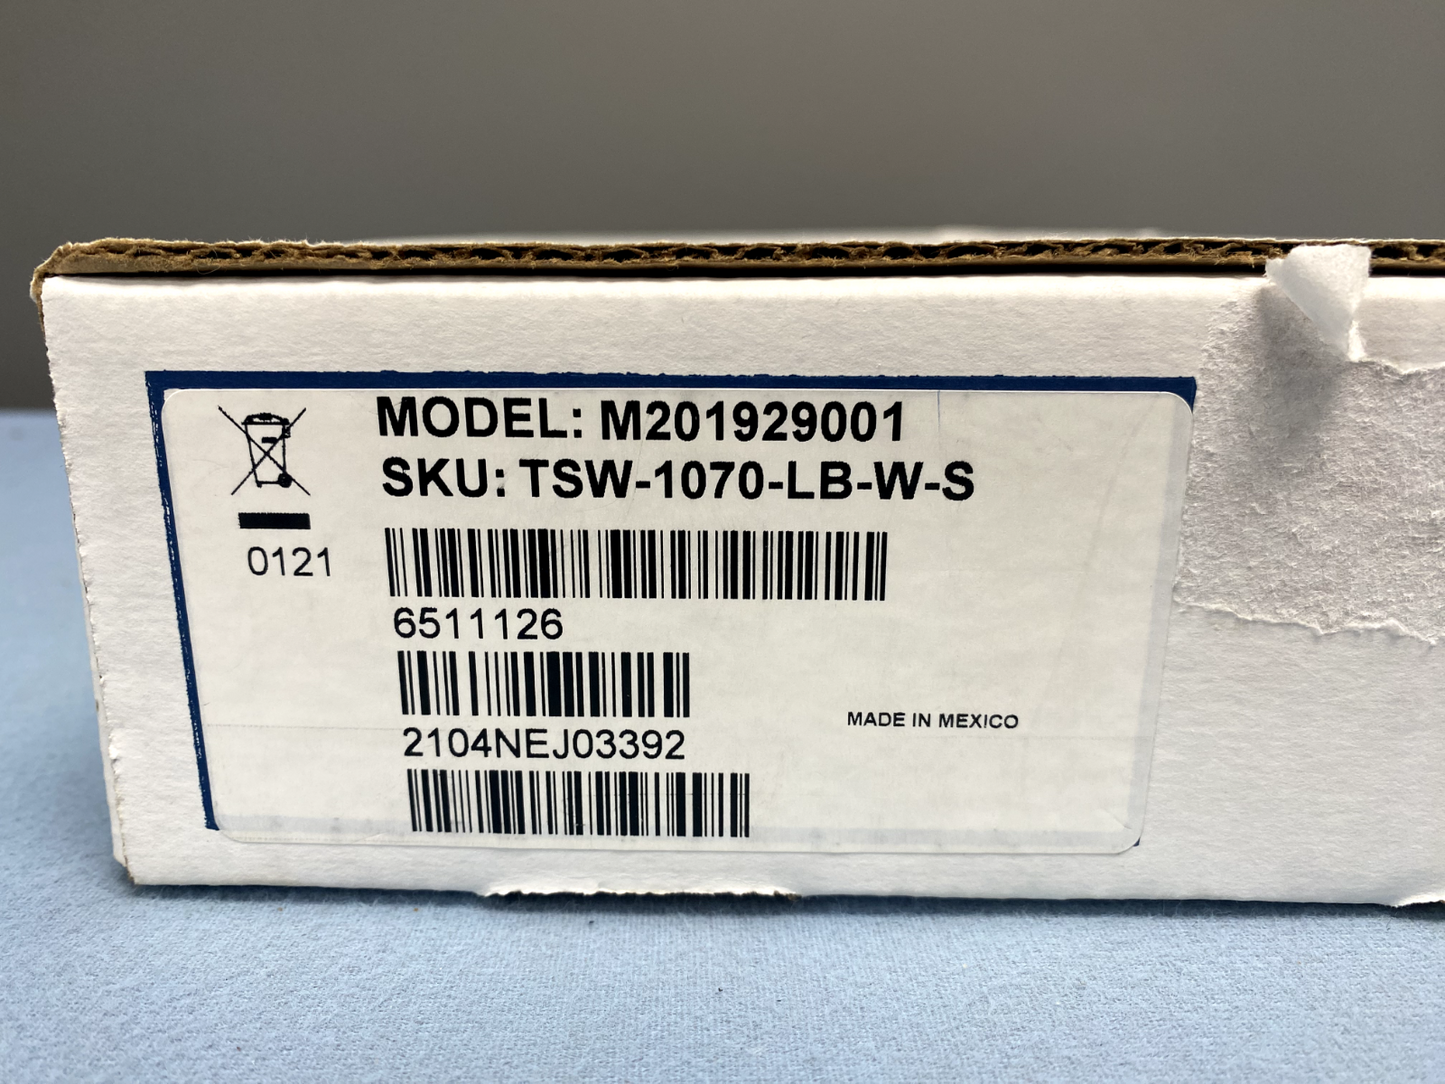 MODEL: M201929001
SKU: TSW-1070-LB-W-S
0121
6511126
2104NEJ03392
MADE IN MEXICO